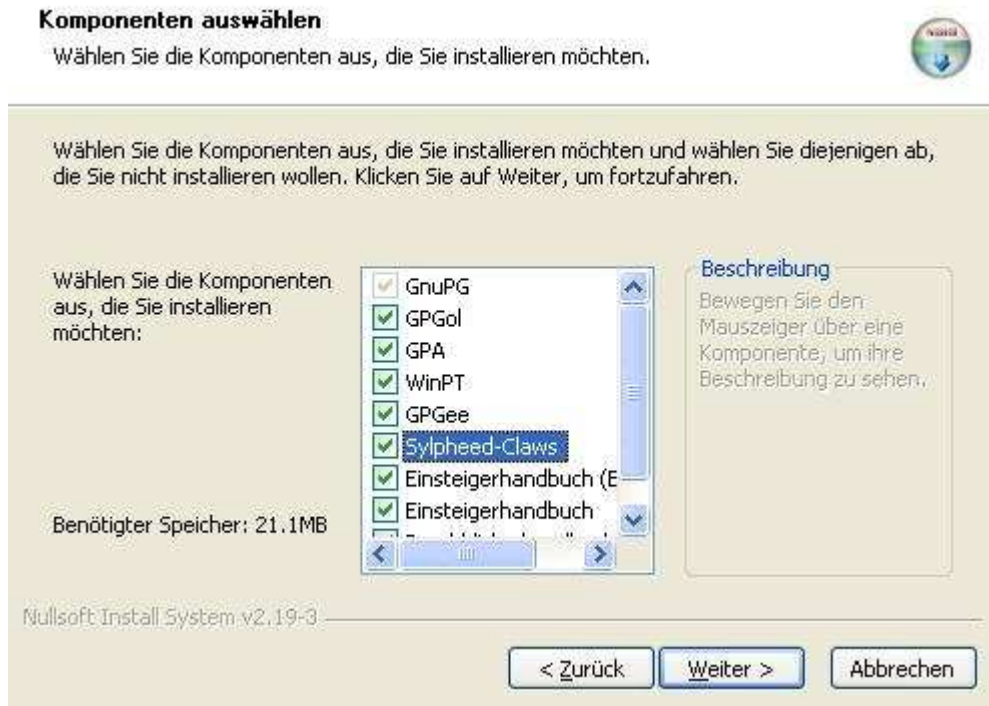 Komponenten auswählen
Wählen Sie die Komponenten aus, die Sie installieren möchten.
Wählen Sie die Komponenten aus, die Sie installieren möchten und wählen Sie diejenigen ab,
die Sie nicht installieren wollen. Klicken Sie auf Weiter, um fortzufahren.
Wählen Sie die Komponenten
aus, die Sie installieren
möchten:
GnuPG
GPGol
GPA
WinPT
GPGee
Sylpheed-Claws
Einsteigerhandbuch (E
Einsteigerhandbuch
Beschreibung
Bewegen Sie den
Mauszeiger über eine
Komponente, um ihre
Beschreibung zu sehen.
Benötigter Speicher: 21.1MB
Nullsoft Install System v2.19-3
< Zurück
Weiter >
Abbrechen